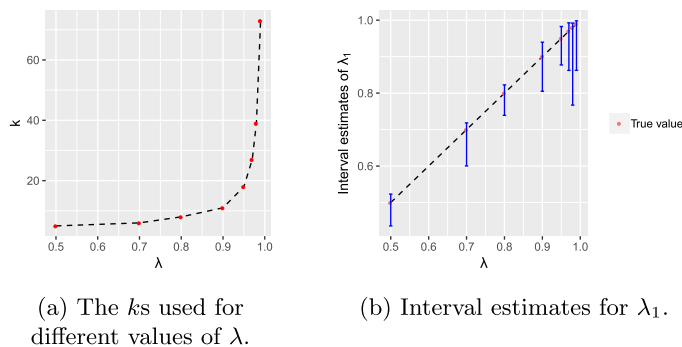 60
40
20
k
0.5 0.6 0.7 0.8 0.9 1.0
λ
(a) The ks used for
different values of λ.
1.0
0.8
0.6
Interval estimates of λ₁
0.5 0.6 0.7 0.8 0.9 1.0
λ
True value
(b) Interval estimates for λ₁.